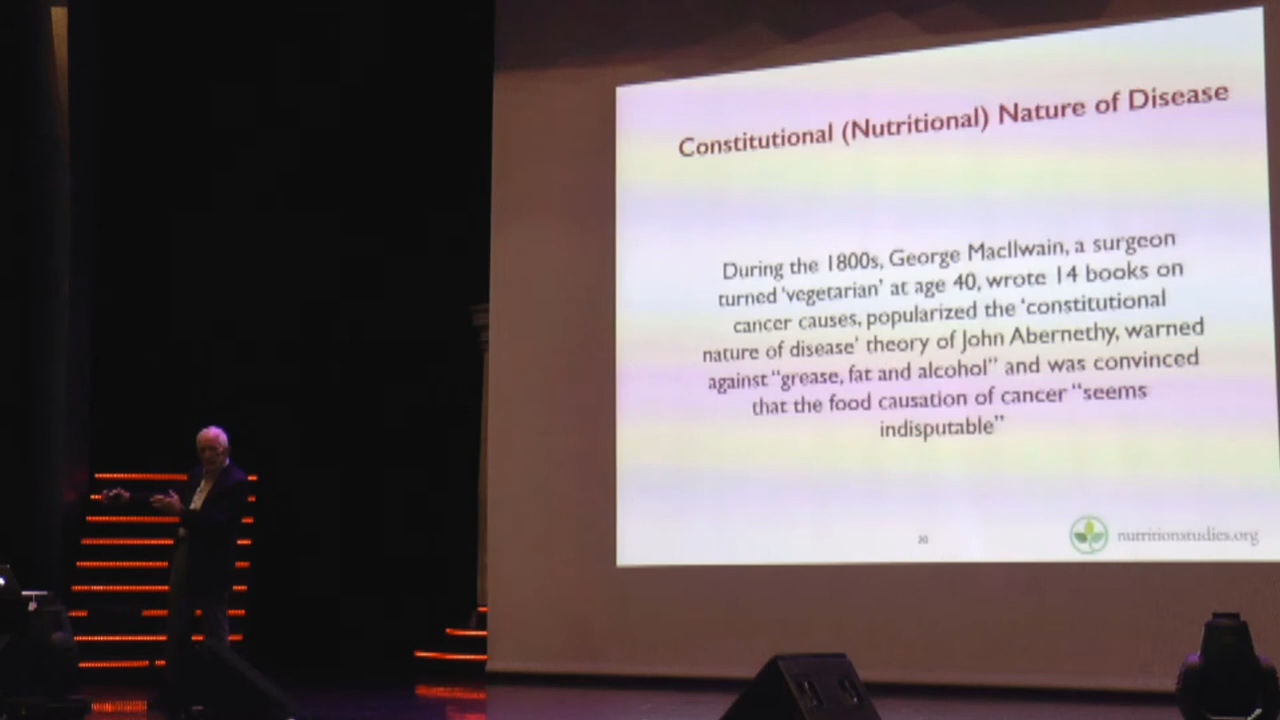 Constitutional (Nutritional) Nature of Disease
During the 1800s, George MacIlwain, a surgeon
turned 'vegetarian' at age 40, wrote 14 books on
cancer causes, popularized the 'constitutional
nature of disease' theory of John Abernethy, warned
against "grease, fat and alcohol" and was convinced
that the food causation of cancer "seems
indisputable"
nutritionstudies.org